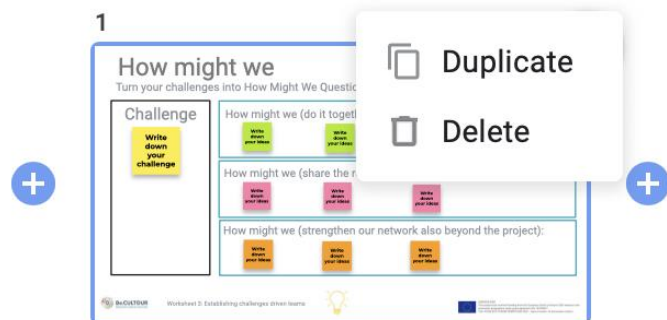 1
How might we
Turn your challenges into How Might We Questio
Duplicate
Delete
Challenge
Write
down
your
challenge
How might we (do it togeth
Write
down
your ideas
Write
down
your ideas
How might we (share the r
Write
down
your ideas
Write
down
your ideas
Write
down
your ideas
How might we (strengthen our network also beyond the project):
Write
down
your ideas
Write
down
your ideas
Write
down
your ideas
Be.CULTOUR
Worksheet 3: Establishing challenges driven teams